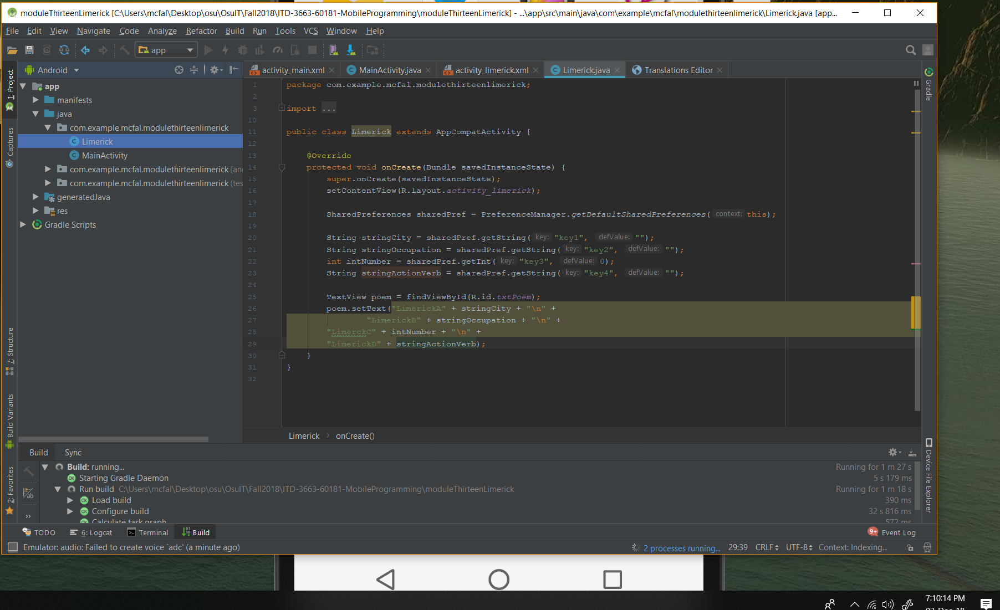 moduleThirteenLimerick [C:\Users\mcfal\Desktop\osu\OsuIT\Fall2018\ITD-3663-60181-MobileProgramming\moduleThirteenLimerick] - ...\app\src\main\java\com\example\mcfal\modulethirteenlimerick\Limerick.java [app...
File Edit View Navigate Code Analyze Refactor Build Run Tools VCS Window Help
app
Android
activity_main.xml MainActivity.java activity_limerick.xml Limerick.java Translations Editor
1: Project
Captures
7: Structure
Build Variants
2: Favorites
app
manifests
java
com.example.mcfal.modulethirteenlimerick
Limerick
MainActivity
com.example.mcfal.modulethirteenlimerick (an
com.example.mcfal.modulethirteenlimerick (tes
generatedJava
res
Gradle Scripts
1 package com.example.mcfal.modulethirteenlimerick;
2
3 import ...
10
11 public class Limerick extends AppCompatActivity {
12
13 @Override
14 protected void onCreate(Bundle savedInstanceState) {
15 super.onCreate(savedInstanceState);
16 setContentView(R.layout.activity_limerick);
17
18 SharedPreferences sharedPref = PreferenceManager.getDefaultSharedPreferences( context: this);
19
20 String stringCity = sharedPref.getString( key: "key1", defValue: "");
21 String stringOccupation = sharedPref.getString( key: "key2", defValue: "");
22 int intNumber = sharedPref.getInt( key: "key3", defValue: 0);
23 String stringActionVerb = sharedPref.getString( key: "key4", defValue: "");
24
25 TextView poem = findViewById(R.id.txtPoem);
26 poem.setText("LimerickA" + stringCity + "\n" +
27 "LimerickB" + stringOccupation + "\n" +
28 "LimerckC" + intNumber + "\n" +
29 "LimerickD" + stringActionVerb);
30 }
31 }
32
Limerick > onCreate()
Gradle
Device File Explorer
Build Sync
Build: running... Running for 1 m 27 s
Starting Gradle Daemon 5 s 179 ms
Run build C:\Users\mcfal\Desktop\osu\OsuIT\Fall2018\ITD-3663-60181-MobileProgramming\moduleThirteenLimerick Running for 1 m 18 s
Load build 390 ms
Configure build 32 s 816 ms
Calculate task graph 572 ms
TODO 6: Logcat Terminal Build 9+ Event Log
Emulator: audio: Failed to create voice `adc' (a minute ago) 2 processes running... 29:39 CRLF UTF-8 Context: Indexing...
7:10:14 PM